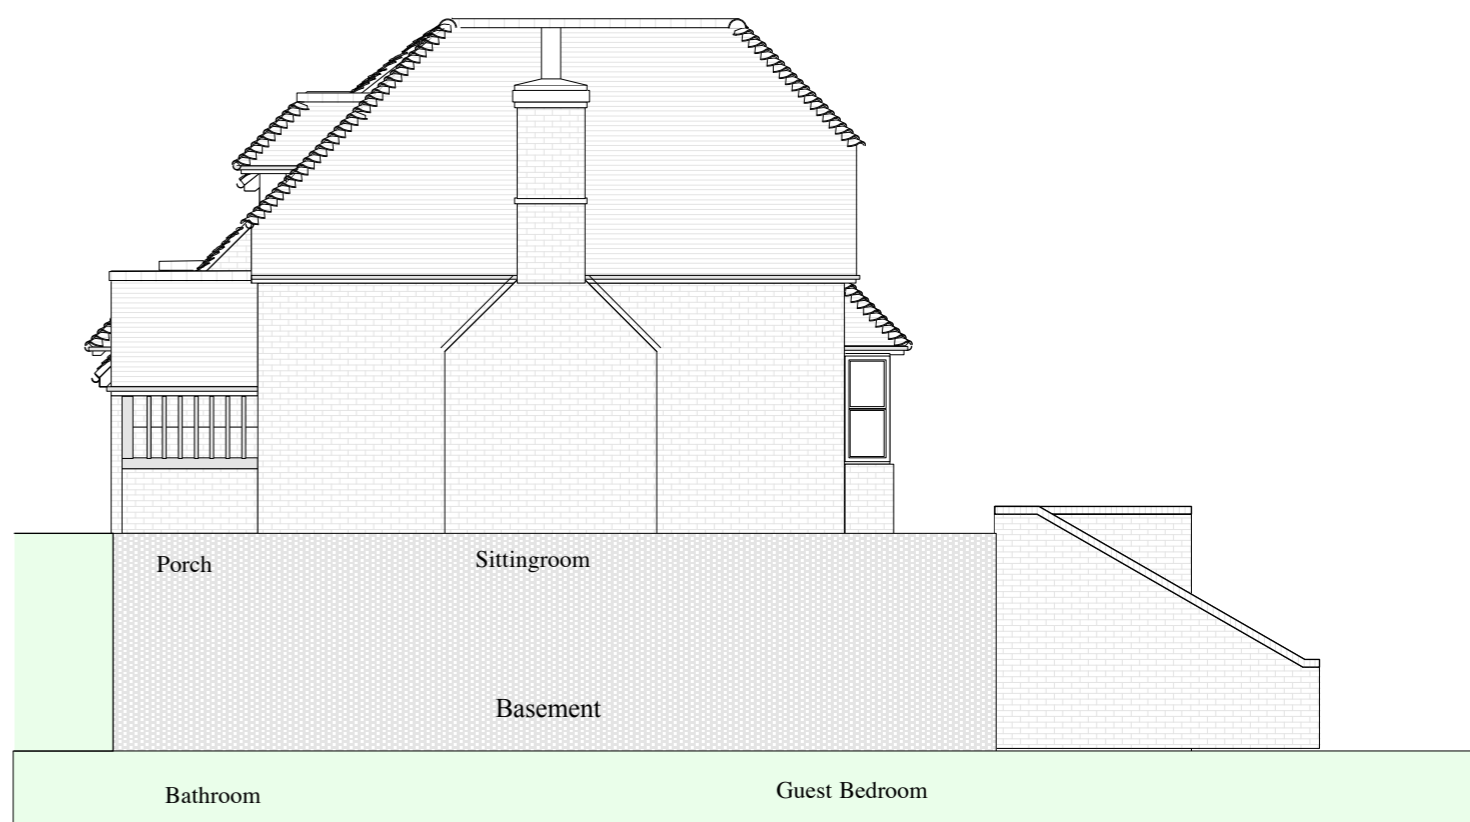 Porch
Sittingroom
Basement
Bathroom
Guest Bedroom